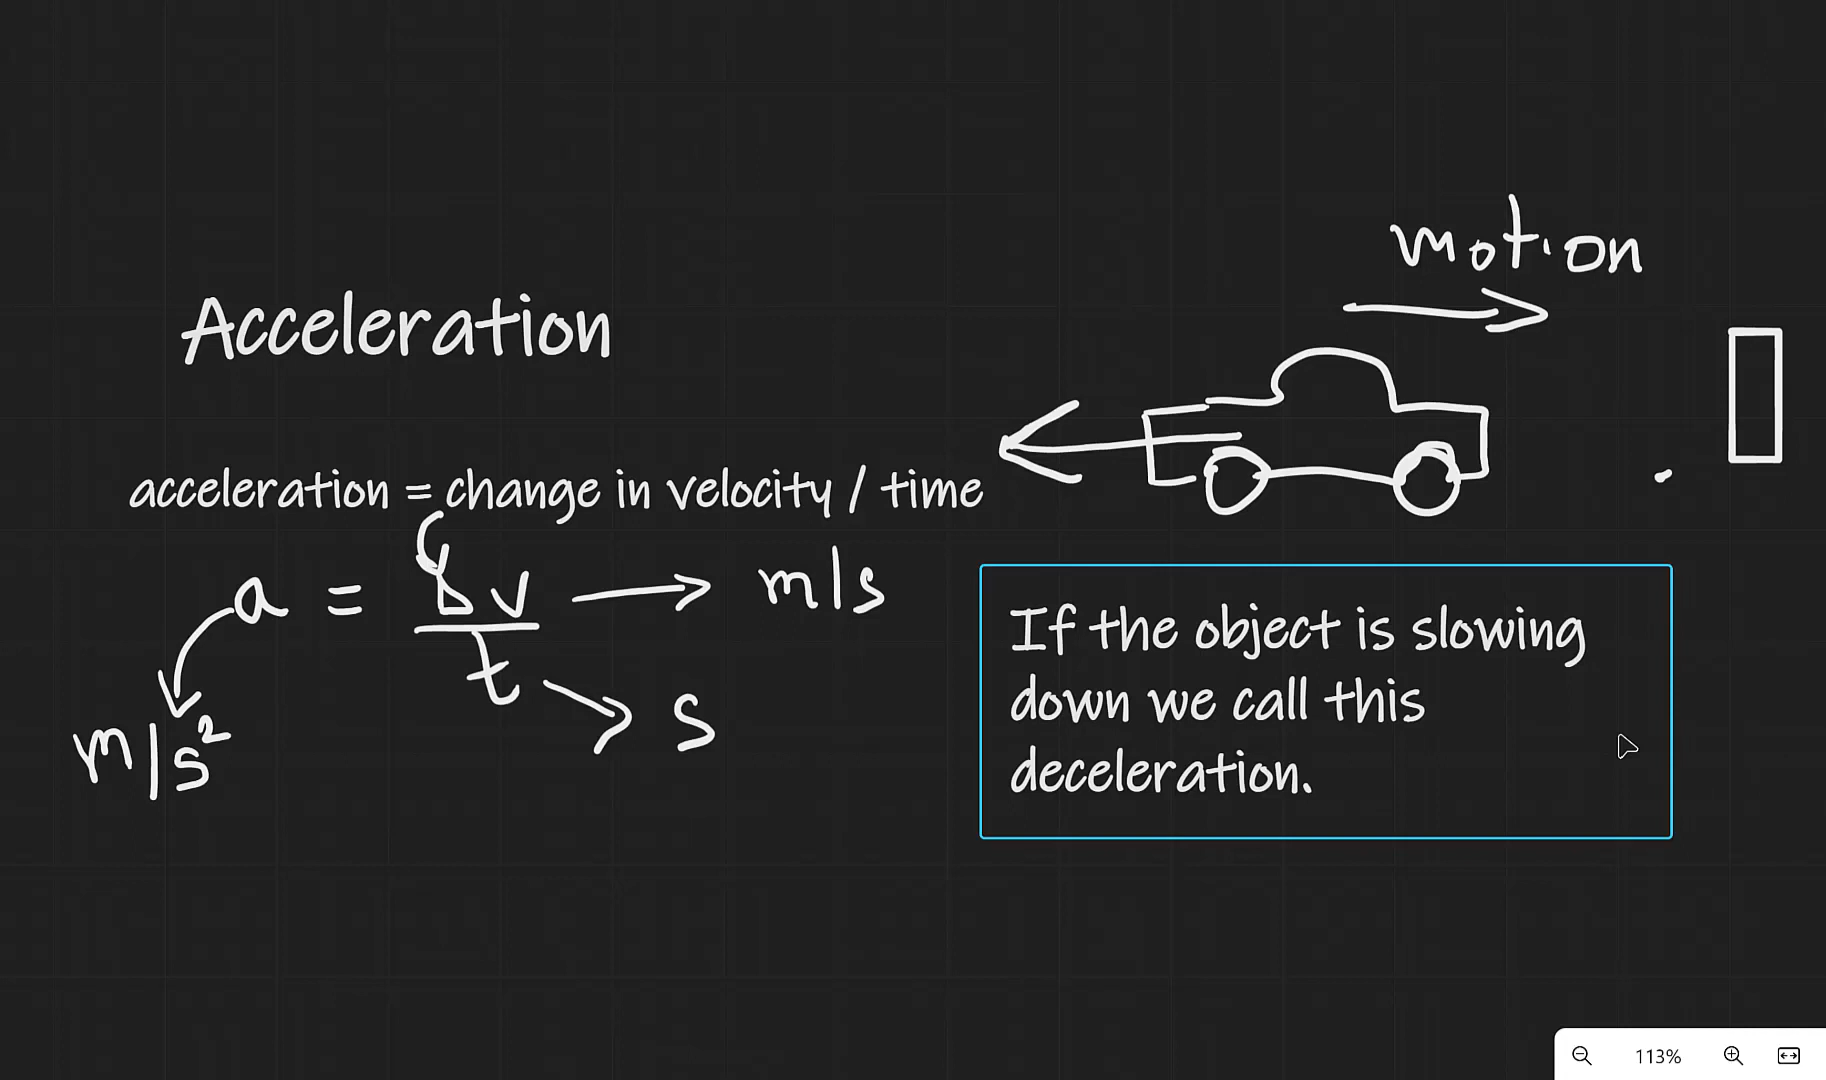 Acceleration
acceleration = change in velocity / time
a = Δv / t
m/s
s
m/s²
motion
If the object is slowing
down we call this
deceleration.
113%